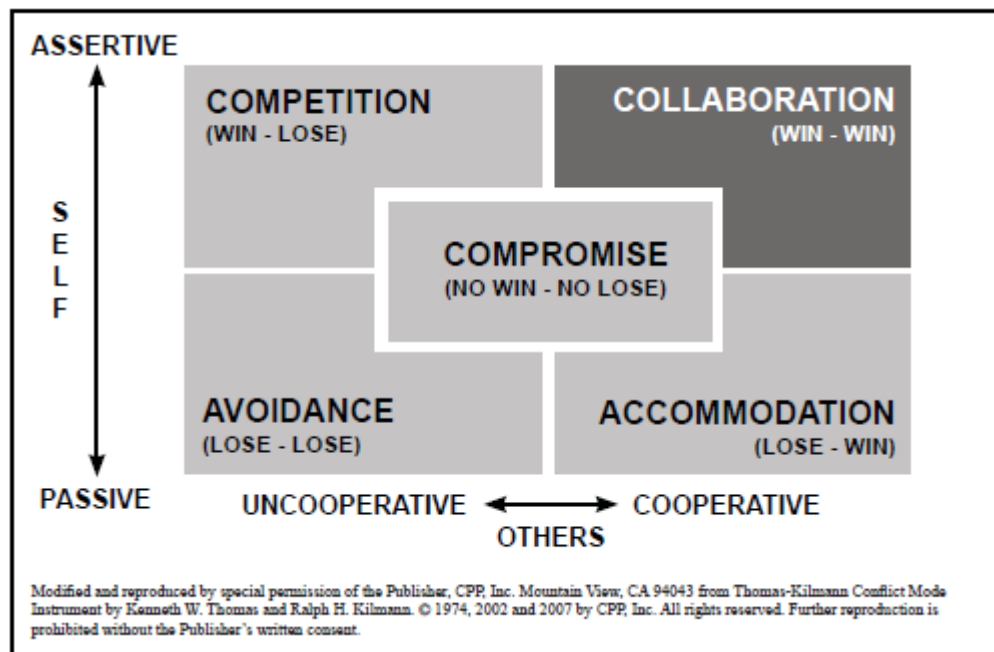 ASSERTIVE
COMPETITION
(WIN - LOSE)
COLLABORATION
(WIN - WIN)
SELF
COMPROMISE
(NO WIN - NO LOSE)
AVOIDANCE
(LOSE - LOSE)
ACCOMMODATION
(LOSE - WIN)
PASSIVE
UNCOOPERATIVE
COOPERATIVE
OTHERS
Modified and reproduced by special permission of the Publisher, CPP, Inc. Mountain View, CA 94043 from Thomas-Kilmann Conflict Mode
Instrument by Kenneth W. Thomas and Ralph H. Kilmann. © 1974, 2002 and 2007 by CPP, Inc. All rights reserved. Further reproduction is
prohibited without the Publisher's written consent.